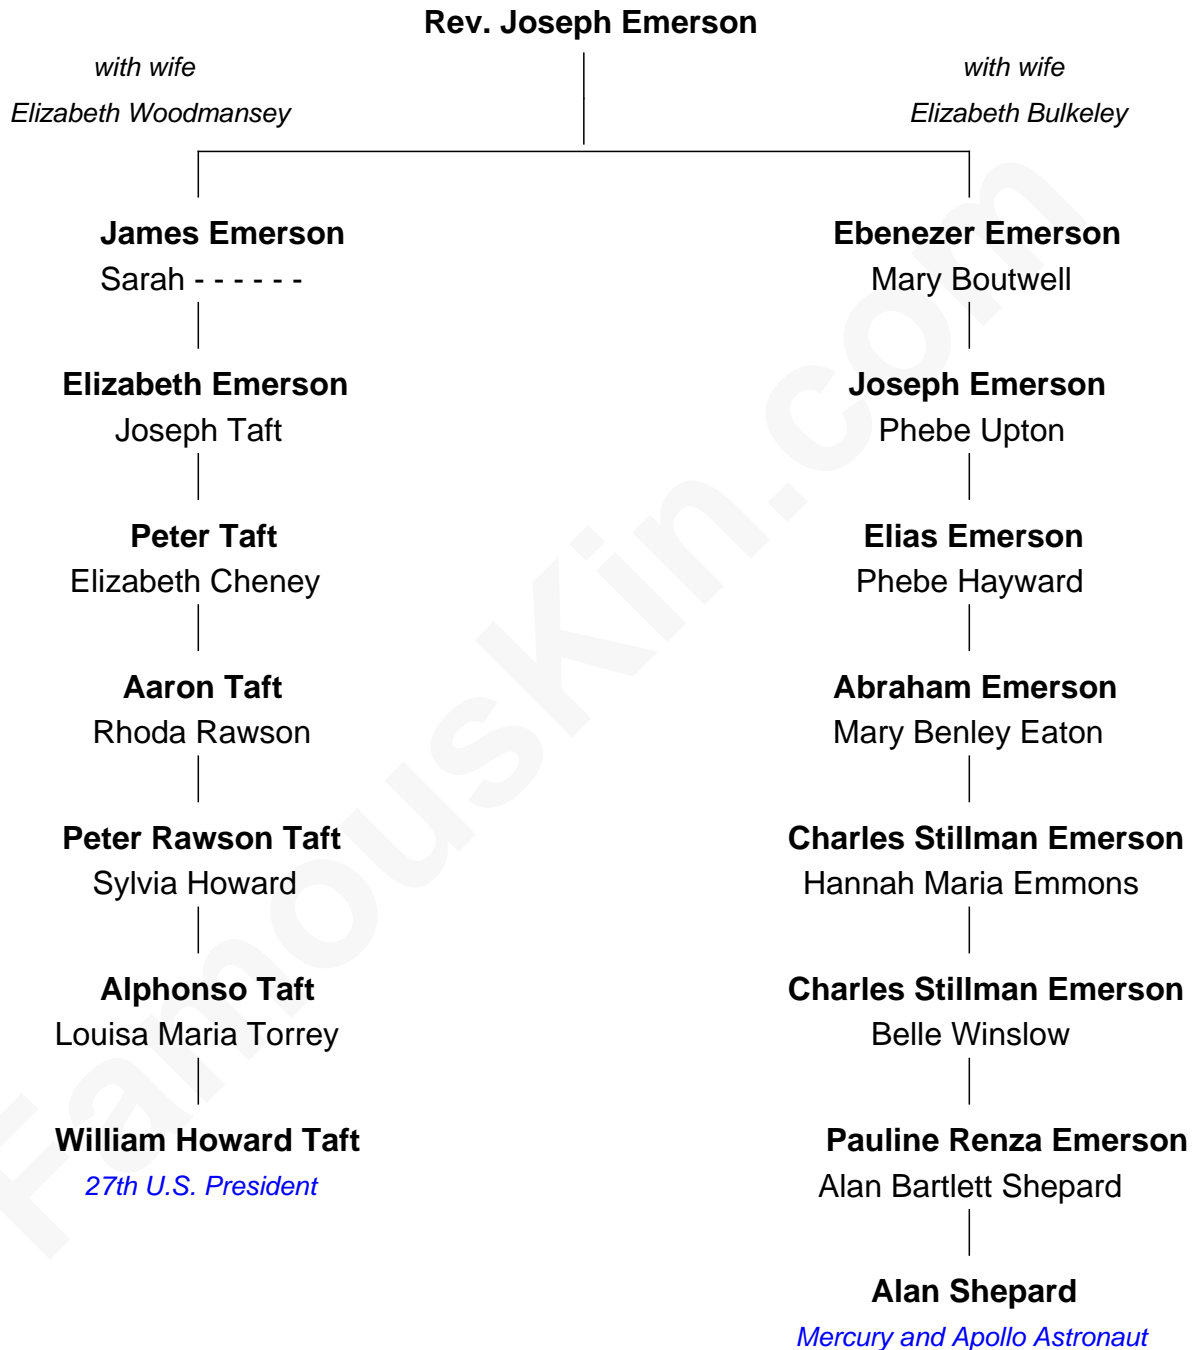 Rev. Joseph Emerson
with wife
Elizabeth Woodmansey
with wife
Elizabeth Bulkeley
James Emerson
Sarah - - - - - -
Ebenezer Emerson
Mary Boutwell
Elizabeth Emerson
Joseph Taft
Joseph Emerson
Phebe Upton
Peter Taft
Elizabeth Cheney
Elias Emerson
Phebe Hayward
Aaron Taft
Rhoda Rawson
Abraham Emerson
Mary Benley Eaton
Peter Rawson Taft
Sylvia Howard
Charles Stillman Emerson
Hannah Maria Emmons
Alphonso Taft
Louisa Maria Torrey
Charles Stillman Emerson
Belle Winslow
William Howard Taft
27th U.S. President
Pauline Renza Emerson
Alan Bartlett Shepard
Alan Shepard
Mercury and Apollo Astronaut
FamousKin.com